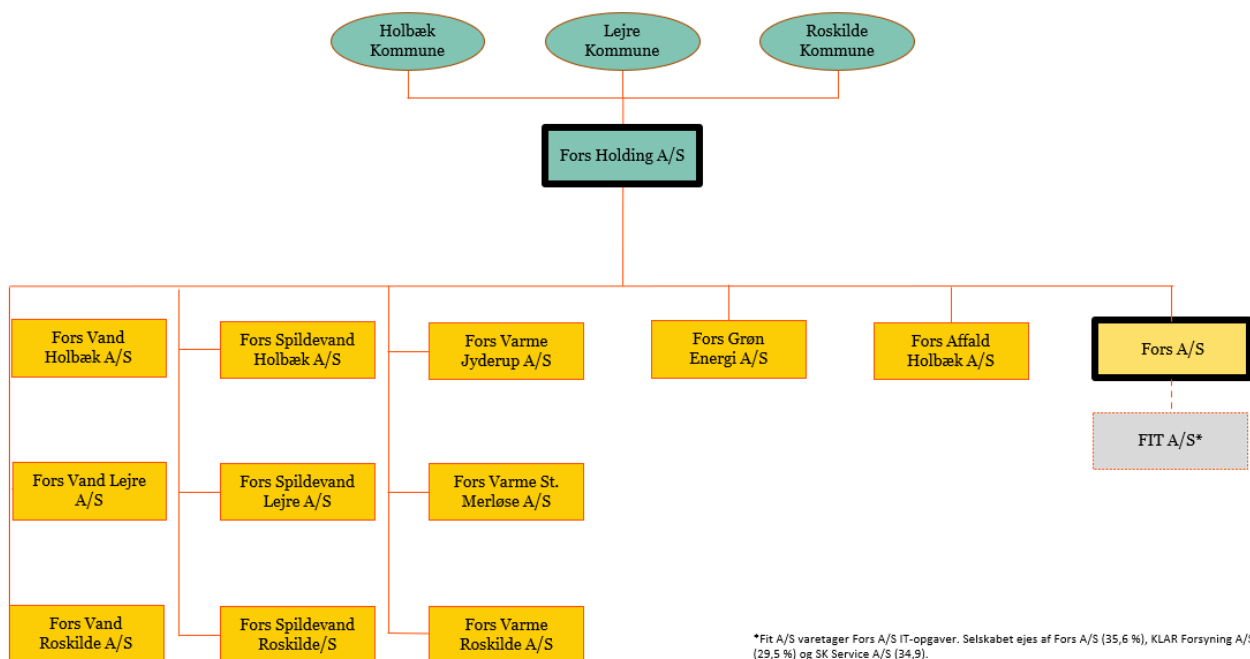 Holbæk
Kommune
Lejre
Kommune
Roskilde
Kommune
Fors Holding A/S
Fors Vand
Holbæk A/S
Fors Spildevand
Holbæk A/S
Fors Varme
Jyderup A/S
Fors Grøn
Energi A/S
Fors Affald
Holbæk A/S
Fors A/S
FIT A/S*
Fors Vand Lejre
A/S
Fors Spildevand
Lejre A/S
Fors Varme St.
Merløse A/S
Fors Vand
Roskilde A/S
Fors Spildevand
Roskilde/S
Fors Varme
Roskilde A/S
*Fit A/S varetager Fors A/S IT-opgaver. Selskabet ejes af Fors A/S (35,6 %), KLAR Forsyning A/S
(29,5 %) og SK Service A/S (34,9).